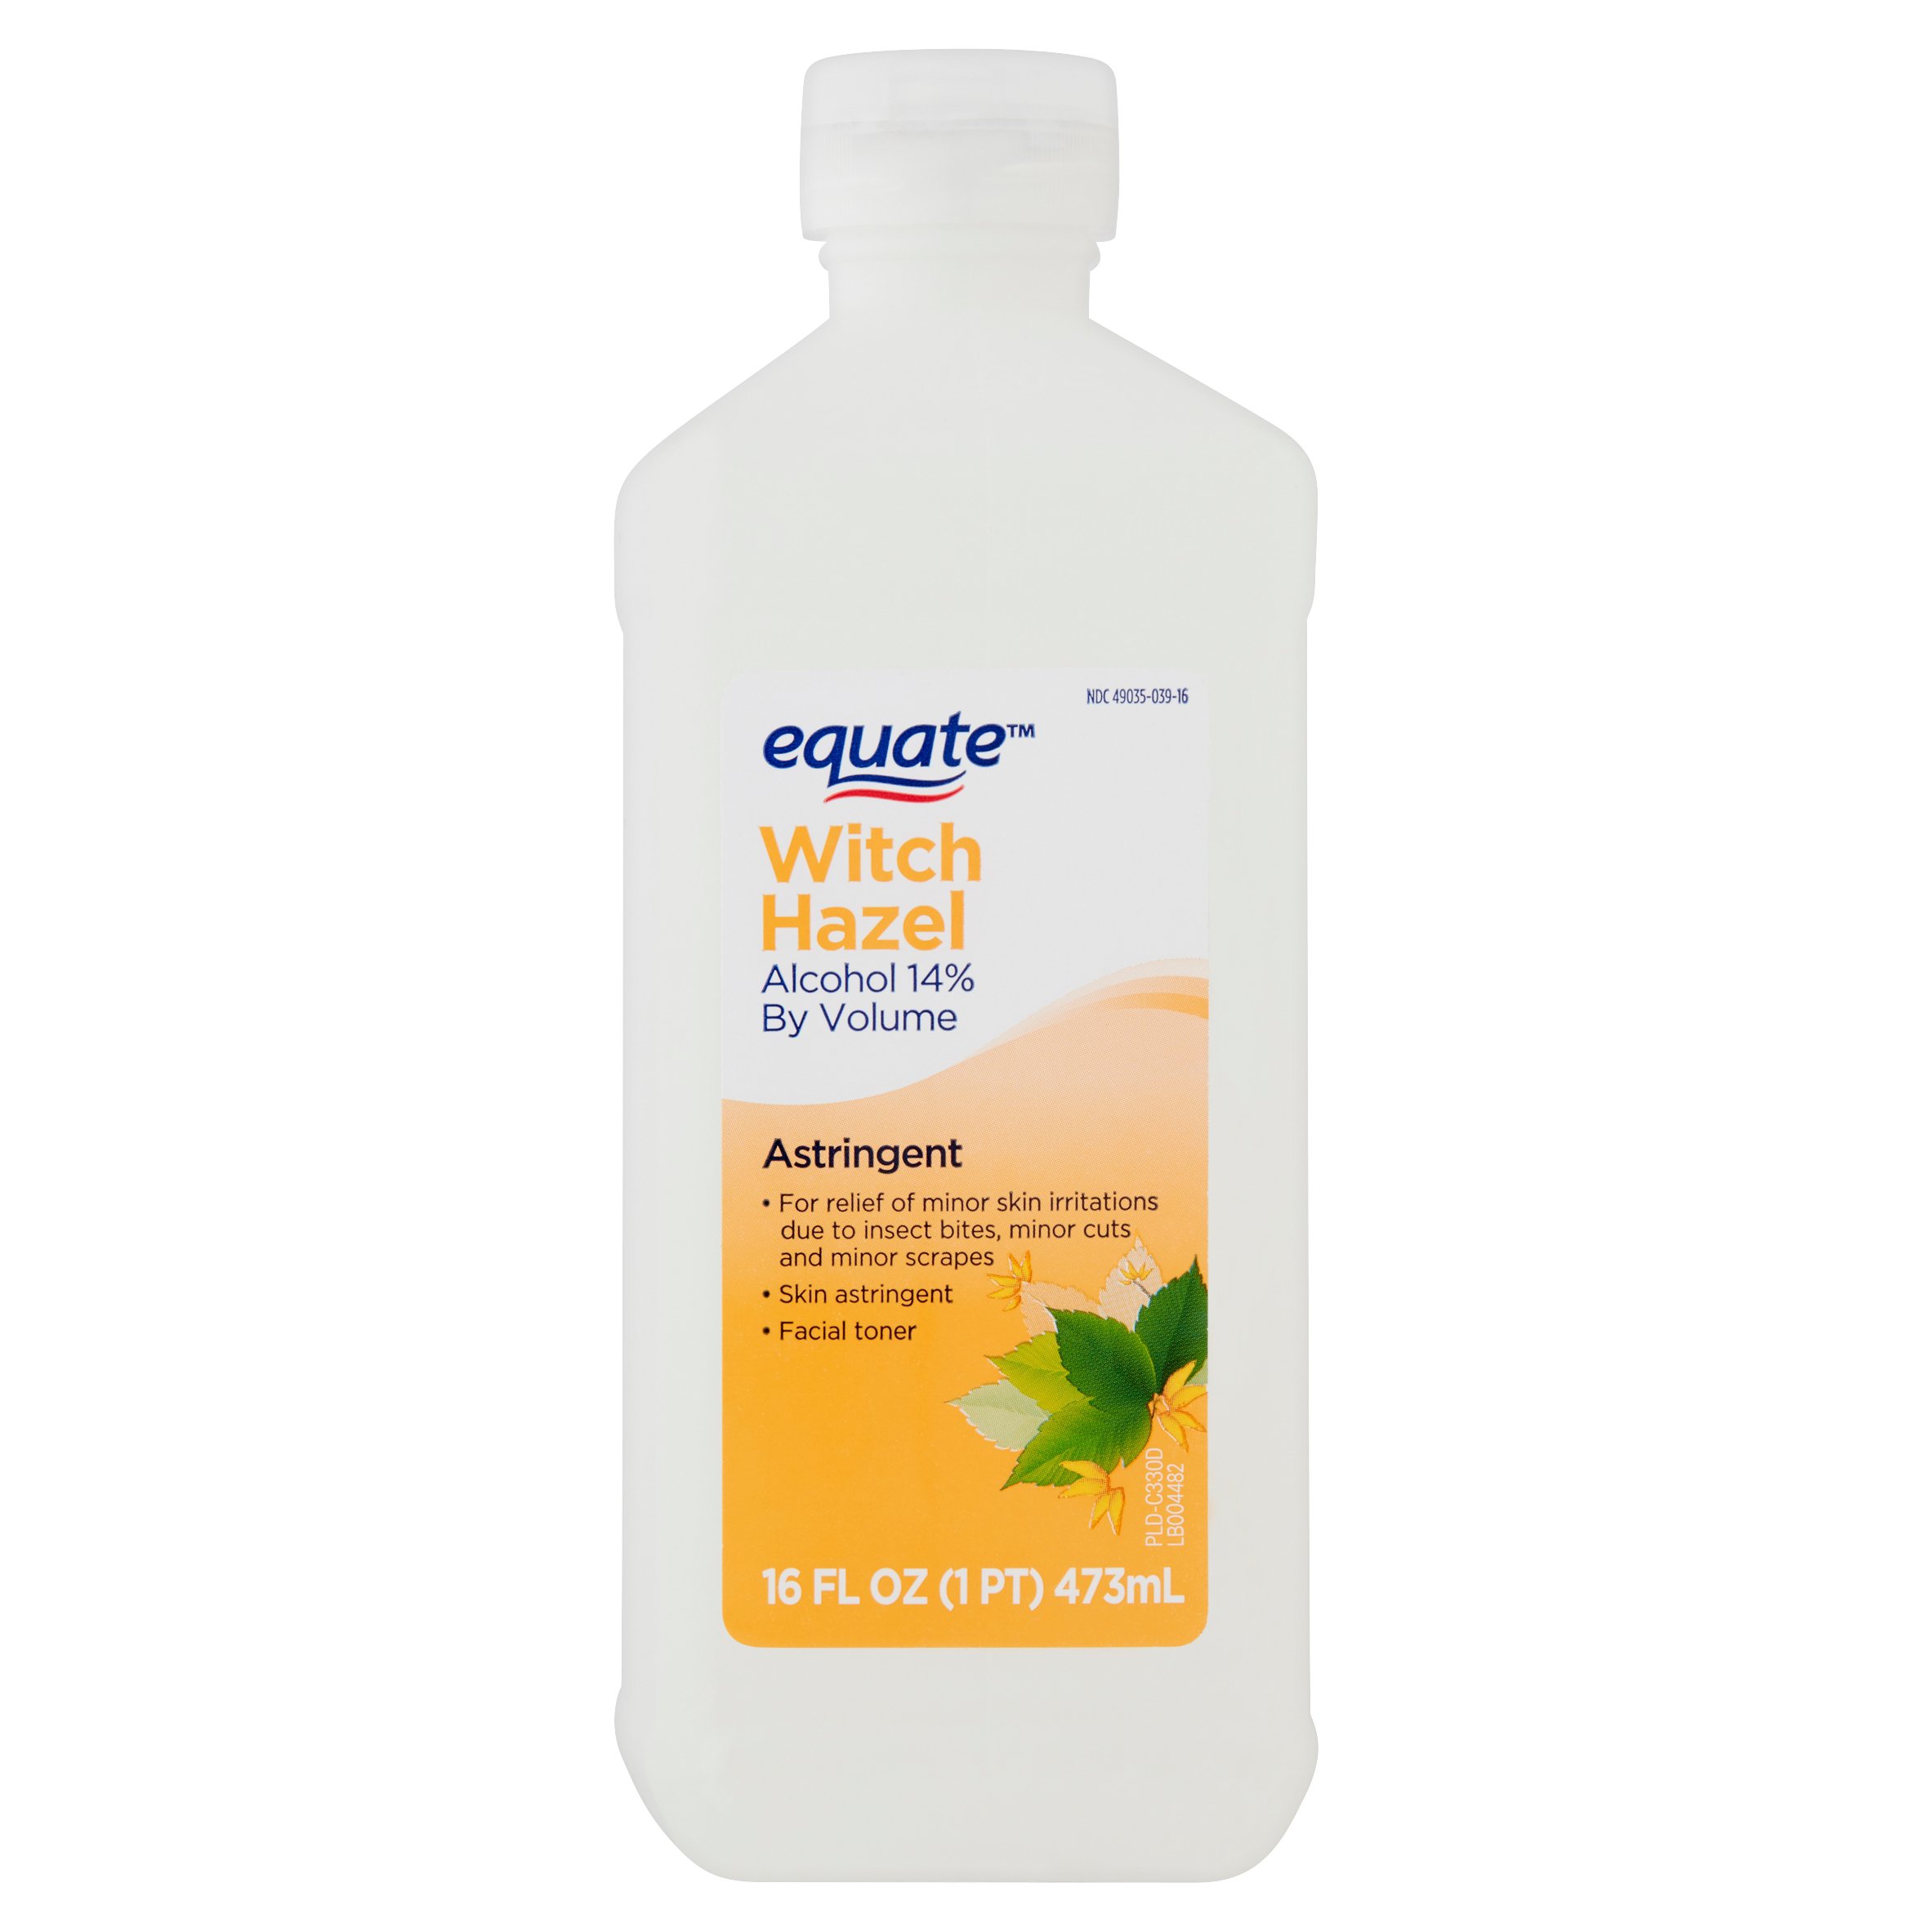 NDC 49035-039-16
equate™
Witch
Hazel
Alcohol 14%
By Volume
Astringent
• For relief of minor skin irritations
due to insect bites, minor cuts
and minor scrapes
• Skin astringent
• Facial toner
PLD-C330D
LB004482
16 FL OZ (1 PT) 473mL